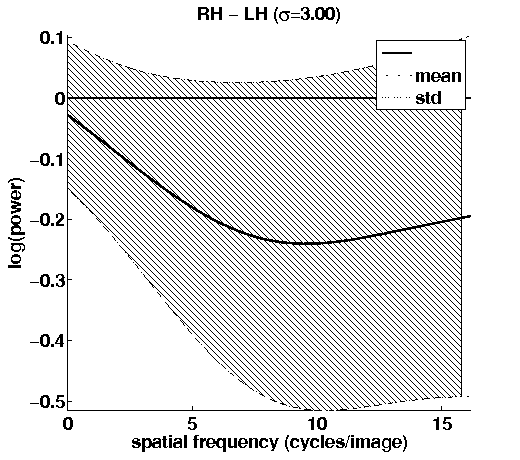 RH − LH (σ=3.00)
0.1
0
−0.1
−0.2
−0.3
−0.4
−0.5
log(power)
mean
std
0 5 10 15
spatial frequency (cycles/image)